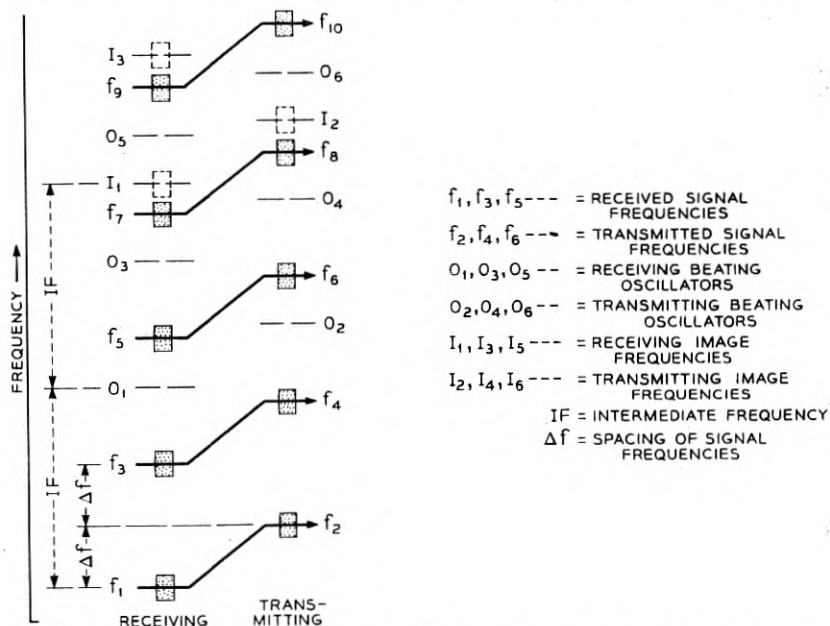 f10
I3
O6
f9
I2
O5
f8
I1
O4
f7
O3
f6
O2
f5
O1
f4
f3
f2
f1
FREQUENCY
IF
IF
Δf
Δf
RECEIVING
TRANS-
MITTING
f1, f3, f5 --- = RECEIVED SIGNAL
FREQUENCIES
f2, f4, f6 --- = TRANSMITTED SIGNAL
FREQUENCIES
O1, O3, O5 -- = RECEIVING BEATING
OSCILLATORS
O2, O4, O6 -- = TRANSMITTING BEATING
OSCILLATORS
I1, I3, I5 --- = RECEIVING IMAGE
FREQUENCIES
I2, I4, I6 --- = TRANSMITTING IMAGE
FREQUENCIES
IF = INTERMEDIATE FREQUENCY
Δf = SPACING OF SIGNAL
FREQUENCIES